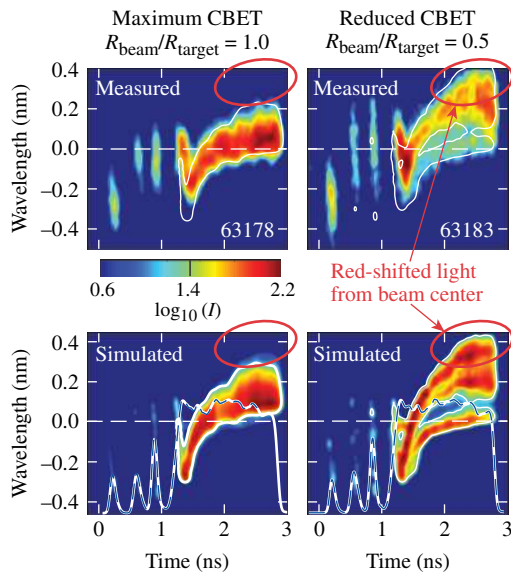 Maximum CBET
R_beam/R_target = 1.0
Reduced CBET
R_beam/R_target = 0.5
Wavelength (nm)
0.4
0.2
0.0
−0.2
−0.4
Measured
63178
Measured
63183
0.6 1.4 2.2
log₁₀ (I)
Red-shifted light
from beam center
Wavelength (nm)
0.4
0.2
0.0
−0.2
−0.4
Simulated
Simulated
0 1 2 3
0 1 2 3
Time (ns)
Time (ns)